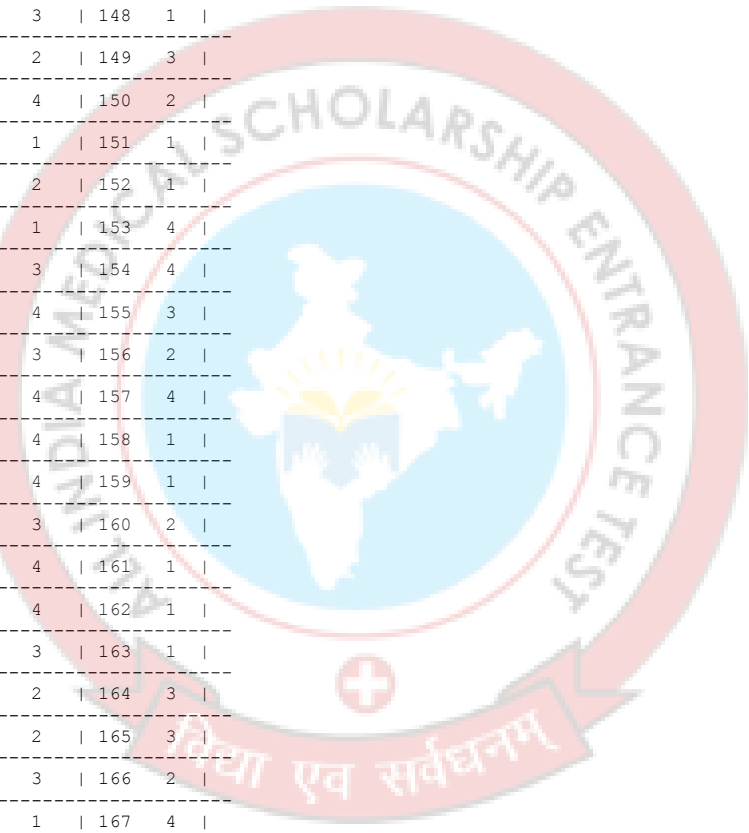 3 | 148 1 |
2 | 149 3 |
4 | 150 2 |
1 | 151 1 |
2 | 152 1 |
1 | 153 4 |
3 | 154 4 |
4 | 155 3 |
3 | 156 2 |
4 | 157 4 |
4 | 158 1 |
4 | 159 1 |
3 | 160 2 |
4 | 161 1 |
4 | 162 1 |
3 | 163 1 |
2 | 164 3 |
2 | 165 3 |
3 | 166 2 |
1 | 167 4 |
ALL INDIA MEDICAL SCHOLARSHIP ENTRANCE TEST
विद्या एव सर्वधनम्